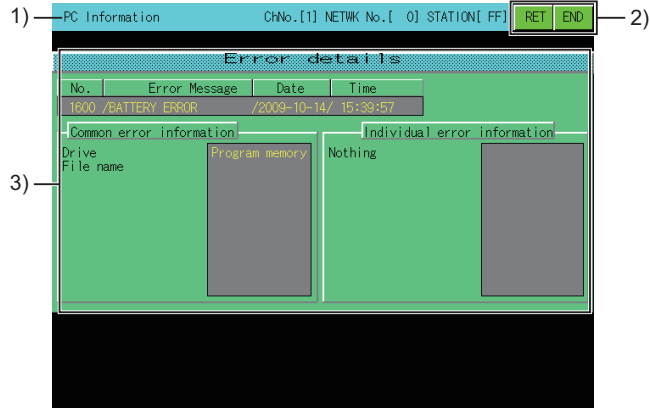 1) PC Information ChNo.[1] NETWK No.[ 0] STATION[ FF] RET END 2)
Error details
No. Error Message Date Time
1600 /BATTERY ERROR /2009-10-14/ 15:39:57
Common error information Individual error information
Drive Program memory Nothing
File name
3)